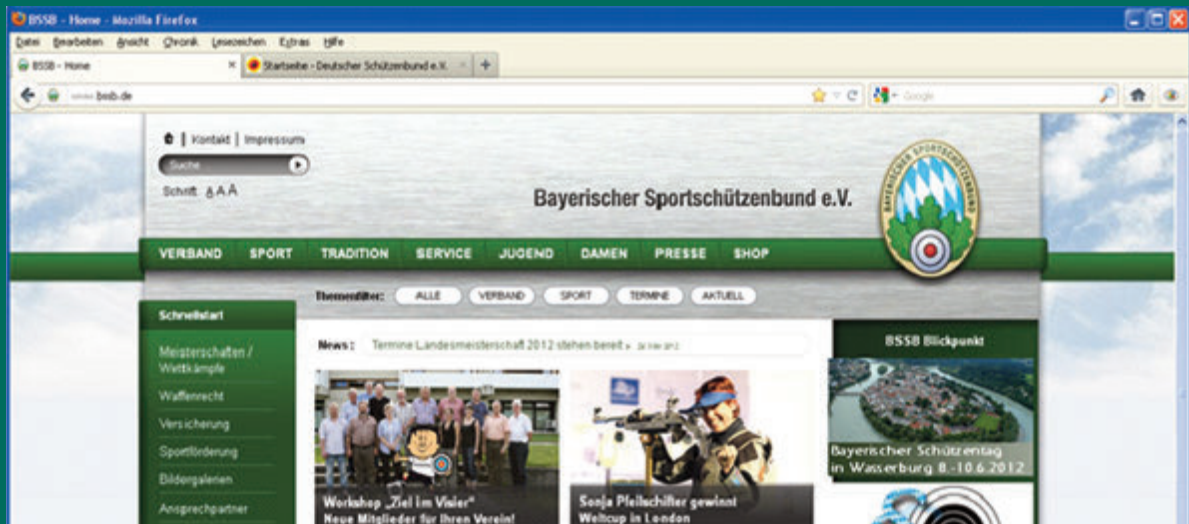 BSSB - Home - Mozilla Firefox
Datei Bearbeiten Ansicht Chronik Lesezeichen Extras Hilfe
BSSB - Home
Startseite - Deutscher Schützenbund e.V.
Google
Kontakt | Impressum
Suche
Schrift A A A
Bayerischer Sportschützenbund e.V.
BAYERISCHER SPORTSCHÜTZENBUND
VERBAND SPORT TRADITION SERVICE JUGEND DAMEN PRESSE SHOP
Themenfilter: ALLE VERBAND SPORT TERMINE AKTUELL
Schnellstart
Meisterschaften /
Wettkämpfe
Waffenrecht
Versicherung
Sportförderung
Bildergalerien
Ansprechpartner
News: Termine Landesmeisterschaft 2012 stehen bereit
Workshop „Ziel im Visier“
Neue Mitglieder für Ihren Verein!
Sonja Pfeilschifter gewinnt
Weltcup in London
BSSB Blickpunkt
Bayerischer Schützentag
in Wasserburg 8.-10.6.2012